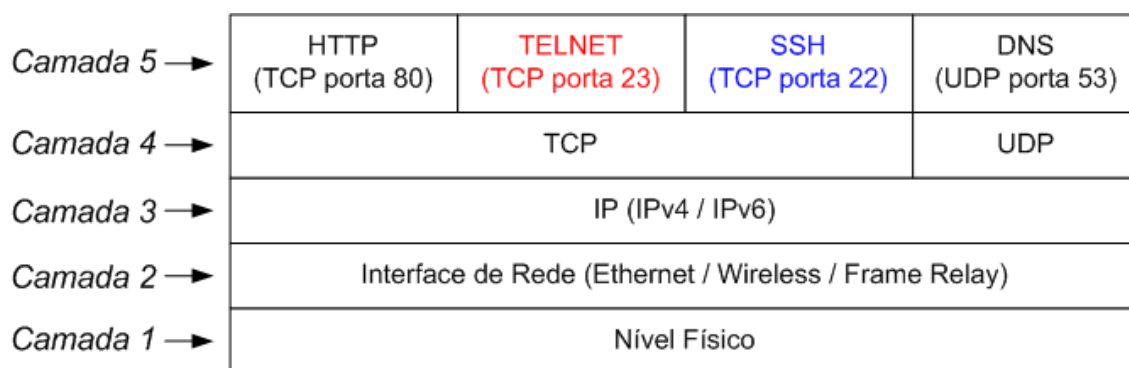 Camada 5
HTTP
(TCP porta 80)
TELNET
(TCP porta 23)
SSH
(TCP porta 22)
DNS
(UDP porta 53)
Camada 4
TCP
UDP
Camada 3
IP (IPv4 / IPv6)
Camada 2
Interface de Rede (Ethernet / Wireless / Frame Relay)
Camada 1
Nível Físico